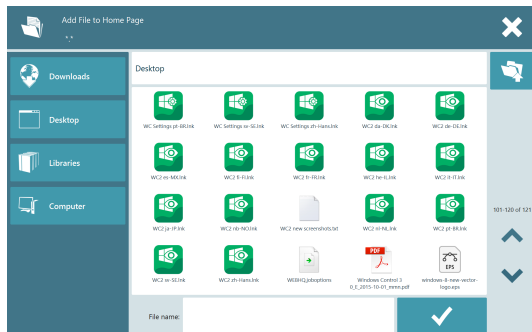 Add File to Home Page
Downloads
Desktop
Libraries
Computer
Desktop
WC Settings pt-BR.lnk
WC Settings sv-SE.lnk
WC Settings zh-Hans.lnk
WC2 da-DK.lnk
WC2 de-DE.lnk
WC2 es-MX.lnk
WC2 fi-FI.lnk
WC2 fr-FR.lnk
WC2 he-IL.lnk
WC2 it-IT.lnk
WC2 ja-JP.lnk
WC2 nb-NO.lnk
WC2 new screenshots.txt
WC2 nl-NL.lnk
WC2 pt-BR.lnk
WC2 sv-SE.lnk
WC2 zh-Hans.lnk
WEBHQ.joboptions
PDF
Windows Control 3
0_E_2015-10-01_mmn.pdf
EPS
windows-8-new-vector-
logo.eps
101-120 of 121
File name: